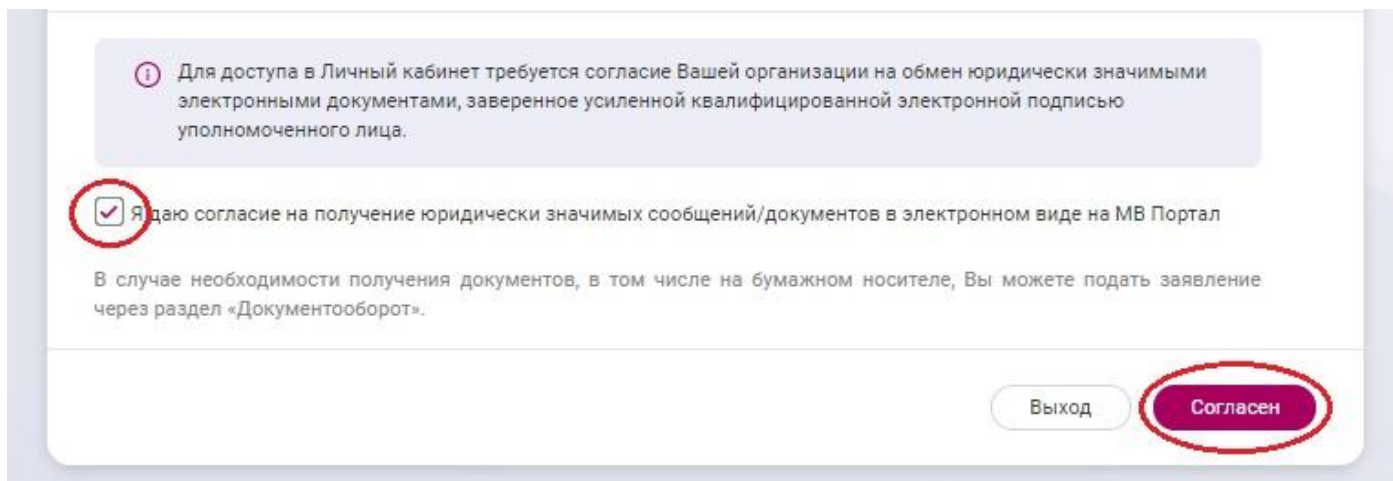 Для доступа в Личный кабинет требуется согласие Вашей организации на обмен юридически значимыми
электронными документами, заверенное усиленной квалифицированной электронной подписью
уполномоченного лица.
Я даю согласие на получение юридически значимых сообщений/документов в электронном виде на МВ Портал
В случае необходимости получения документов, в том числе на бумажном носителе, Вы можете подать заявление
через раздел «Документооборот».
Выход Согласен